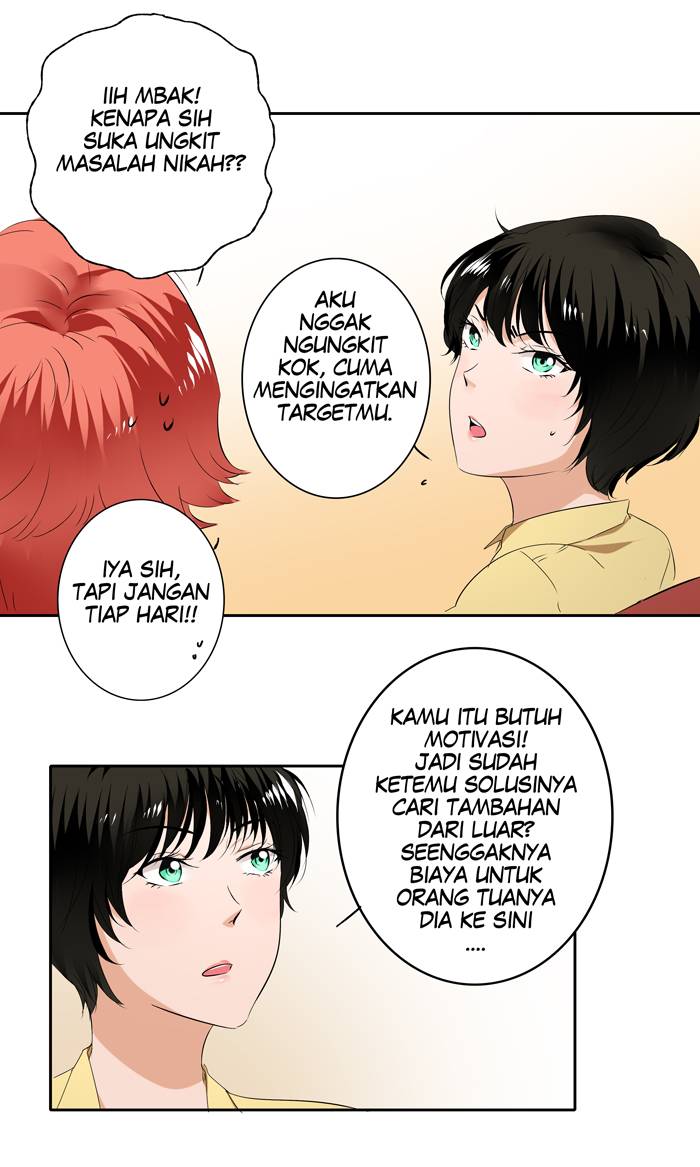 IIH MBAK!
KENAPA SIH
SUKA UNGKIT
MASALAH NIKAH??
AKU
NGGAK
NGUNGKIT
KOK, CUMA
MENGINGATKAN
TARGETMU.
IYA SIH,
TAPI JANGAN
TIAP HARI!!
KAMU ITU BUTUH
MOTIVASI!
JADI SUDAH
KETEMU SOLUSINYA
CARI TAMBAHAN
DARI LUAR?
SEENGGAKNYA
BIAYA UNTUK
ORANG TUANYA
DIA KE SINI
....